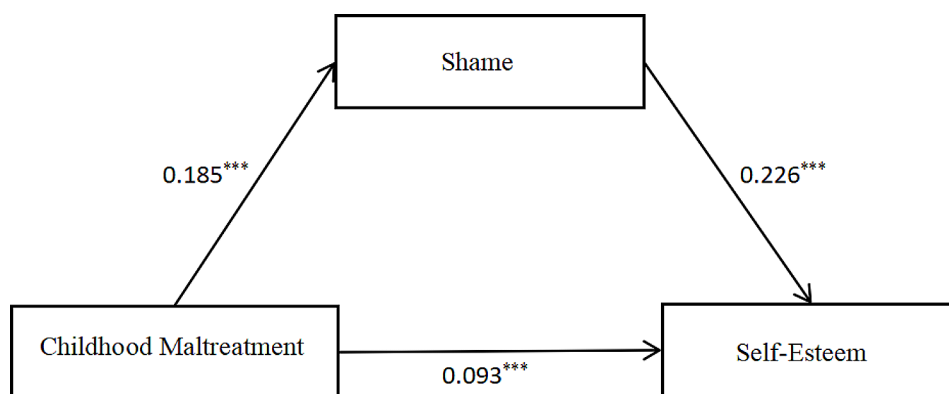 Shame
0.185***
0.226***
Childhood Maltreatment
0.093***
Self-Esteem